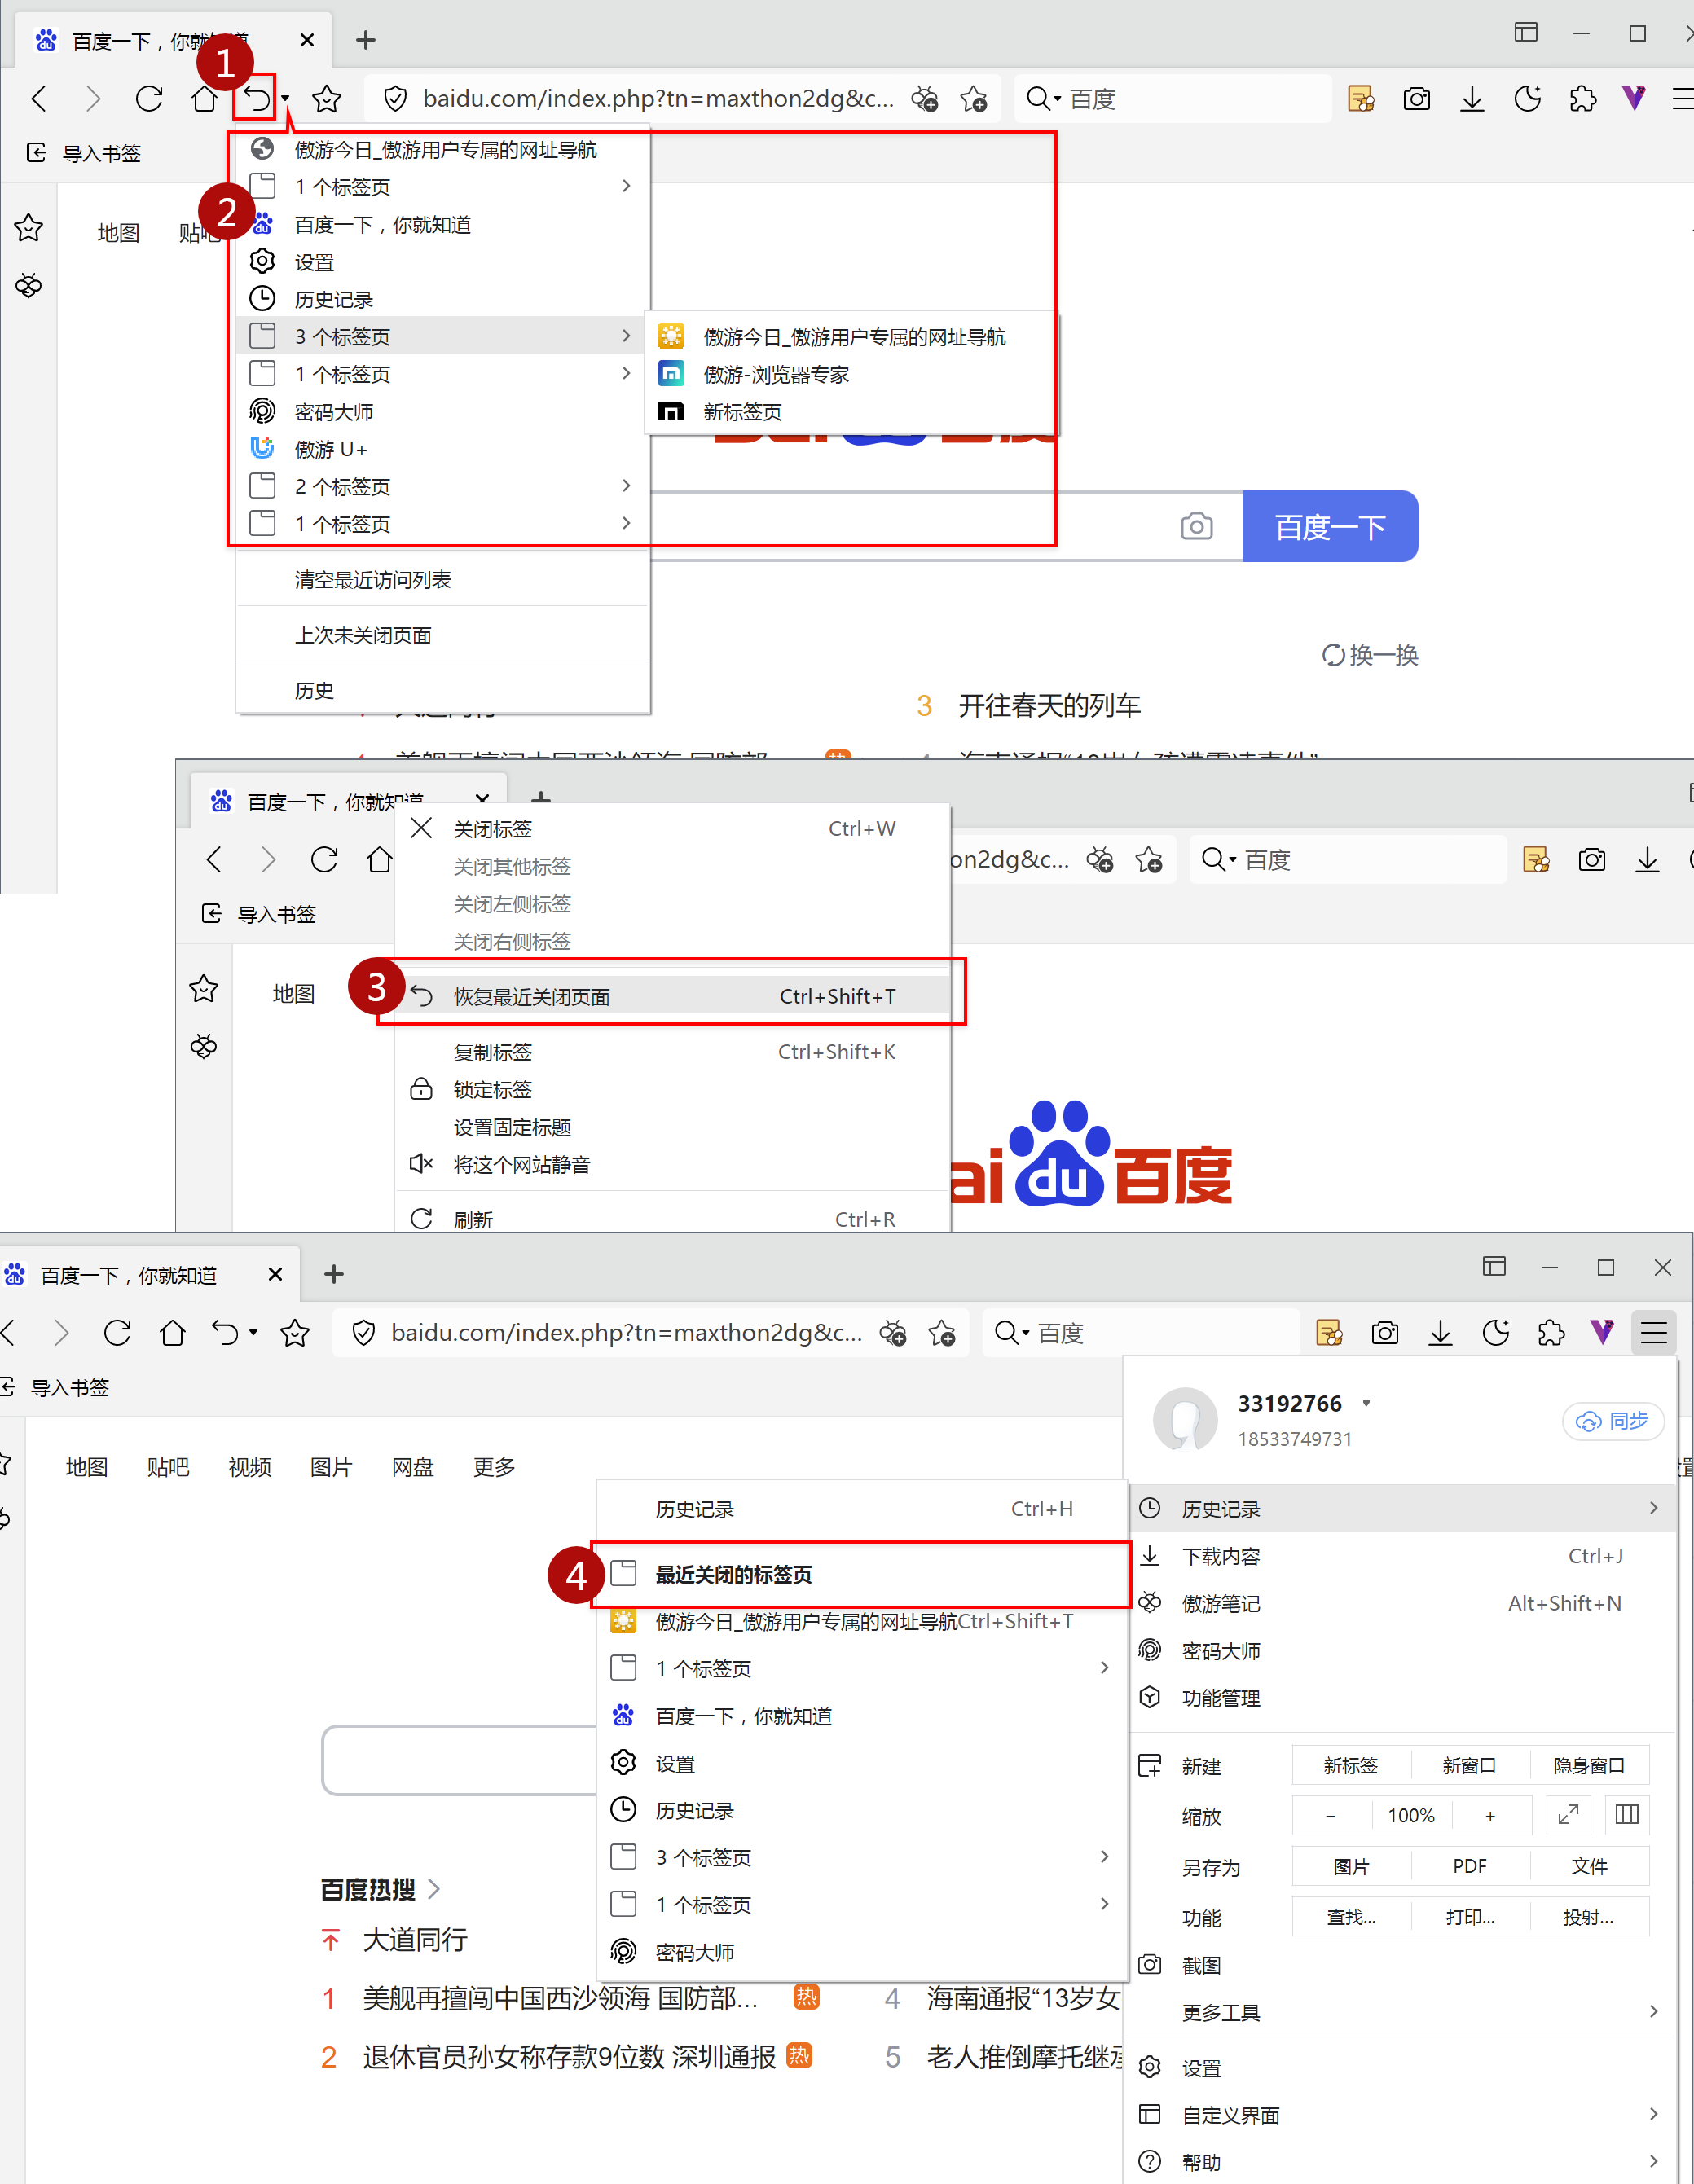 百度一下，你就知道
1
baidu.com/index.php?tn=maxthon2dg&c...
百度
导入书签
地图
贴吧
2
傲游今日_傲游用户专属的网址导航
1 个标签页
百度一下，你就知道
设置
历史记录
3 个标签页
1 个标签页
密码大师
傲游 U+
2 个标签页
1 个标签页
清空最近访问列表
上次未关闭页面
历史
傲游今日_傲游用户专属的网址导航
傲游-浏览器专家
新标签页
百度一下
换一换
3 开往春天的列车
百度一下，你就知道
on2dg&c...
百度
导入书签
地图
关闭标签 Ctrl+W
关闭其他标签
关闭左侧标签
关闭右侧标签
3
恢复最近关闭页面 Ctrl+Shift+T
复制标签 Ctrl+Shift+K
锁定标签
设置固定标题
将这个网站静音
刷新 Ctrl+R
ai du 百度
百度一下，你就知道
baidu.com/index.php?tn=maxthon2dg&c...
百度
导入书签
地图 贴吧 视频 图片 网盘 更多
33192766
18533749731
同步
历史记录 Ctrl+H
4
最近关闭的标签页
傲游今日_傲游用户专属的网址导航Ctrl+Shift+T
1 个标签页
百度一下，你就知道
设置
历史记录
3 个标签页
1 个标签页
密码大师
历史记录
下载内容 Ctrl+J
傲游笔记 Alt+Shift+N
密码大师
功能管理
新建 新标签 新窗口 隐身窗口
缩放 − 100% +
另存为 图片 PDF 文件
功能 查找... 打印... 投射...
截图
更多工具
设置
自定义界面
帮助
百度热搜
大道同行
1 美舰再擅闯中国西沙领海 国防部... 热
4 海南通报“13岁女
2 退休官员孙女称存款9位数 深圳通报 热
5 老人推倒摩托继